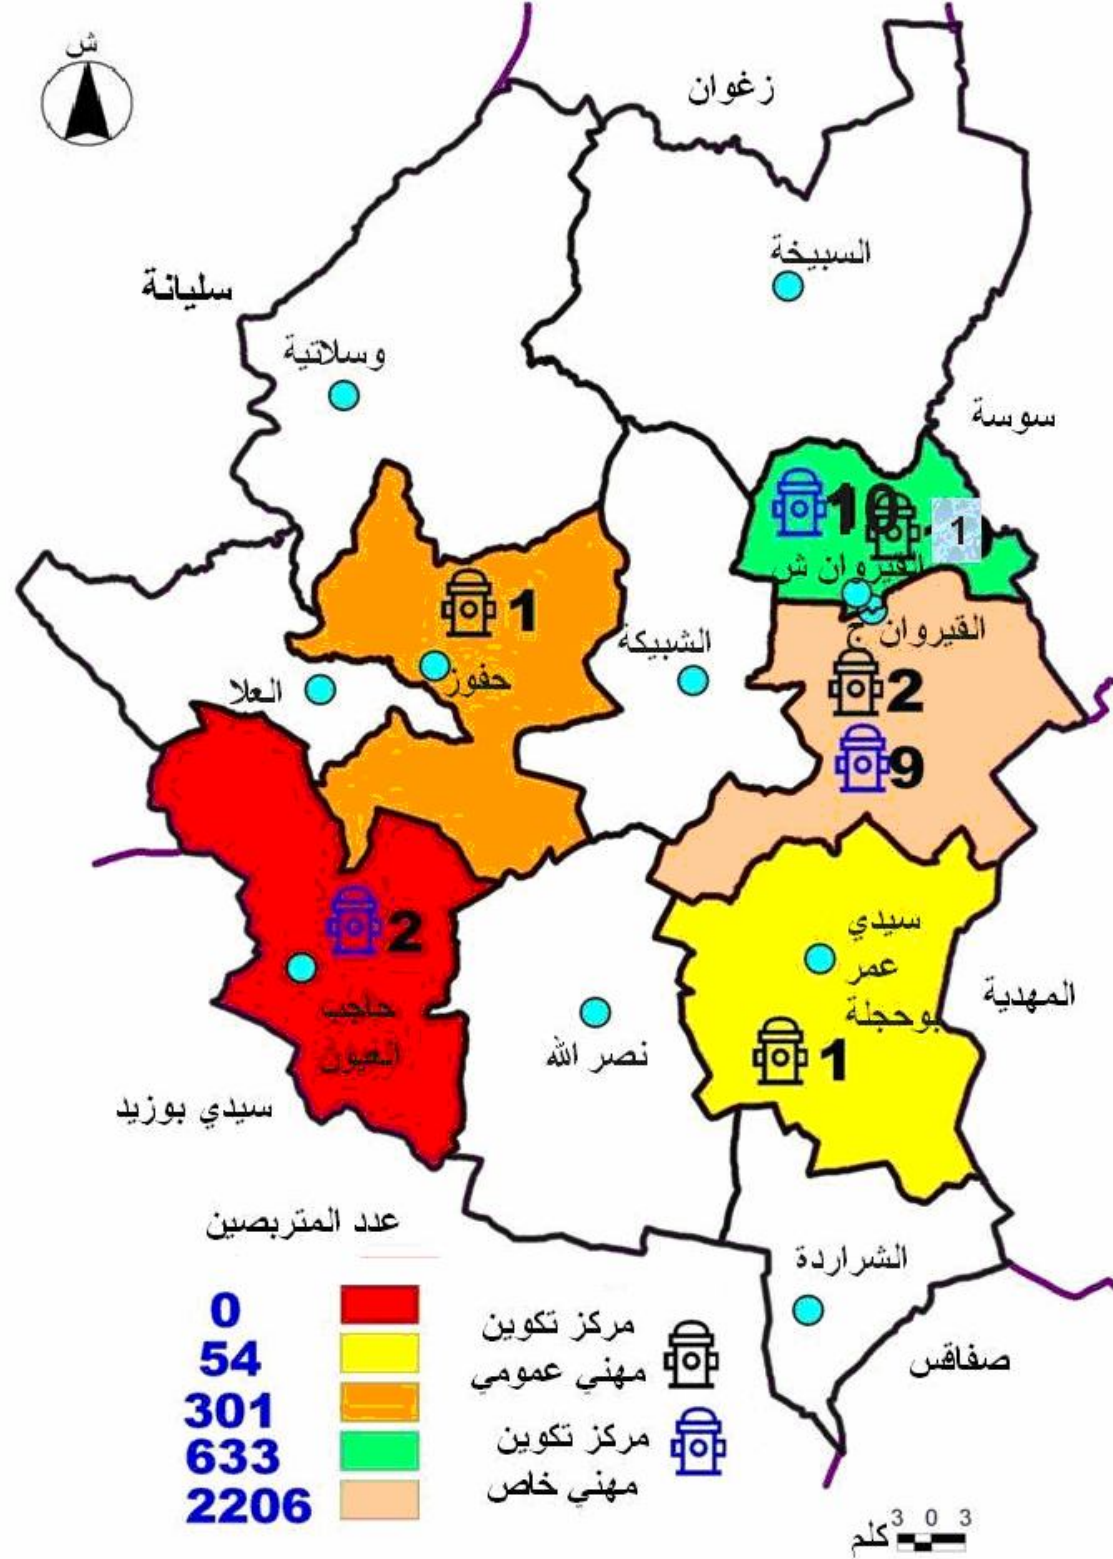 ش
زغوان
السبيخة
سليانة
وسلاتية
سوسة
10
1
القيروان ش
1
الشبيكة
القيروان ج
حفوز
العلا
2
9
2
سيدي
عمر
بوحجلة
المهدية
حاجب
العيون
نصر الله
1
سيدي بوزيد
عدد المتربصين
0
54
301
633
2206
الشراردة
مركز تكوين
مهني عمومي
مركز تكوين
مهني خاص
صفاقس
3 0 3
كلم